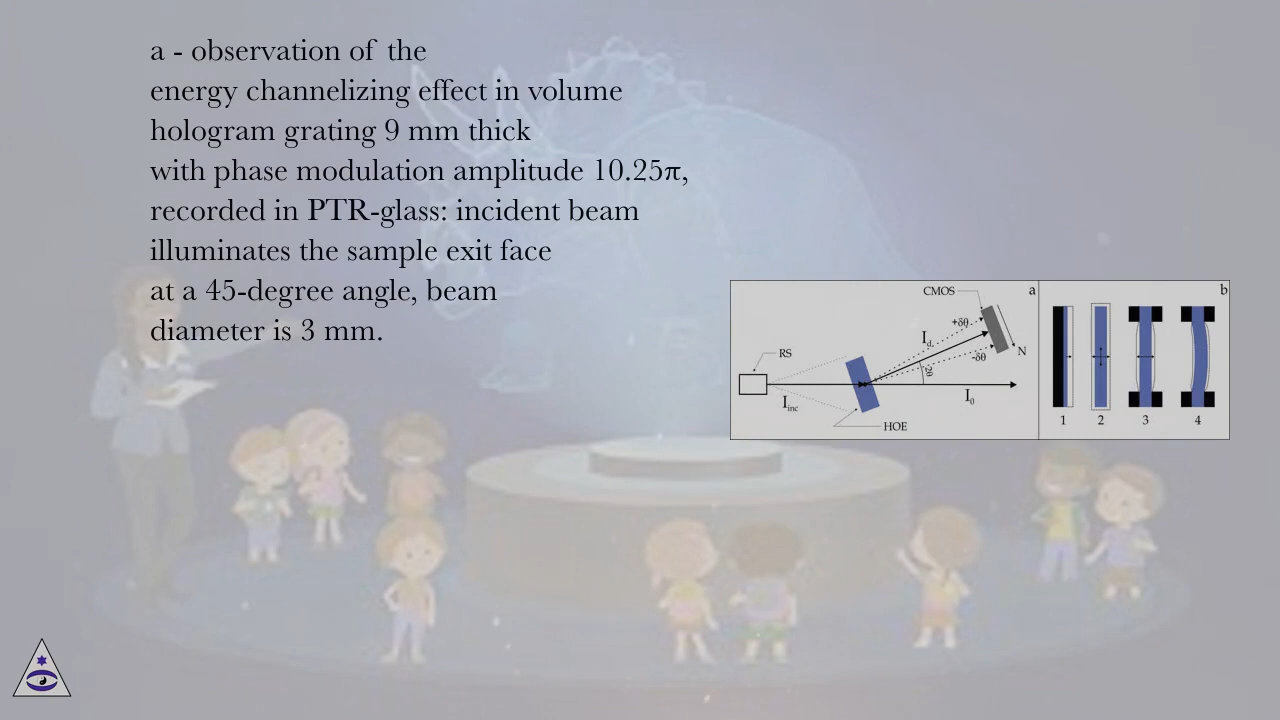 a - observation of the
energy channelizing effect in volume
hologram grating 9 mm thick
with phase modulation amplitude 10.25π,
recorded in PTR-glass: incident beam
illuminates the sample exit face
at a 45-degree angle, beam
diameter is 3 mm.
CMOS
a
b
+δθ
I_d
-δθ
N
RS
2θ
I_inc
I_0
HOE
1 2 3 4